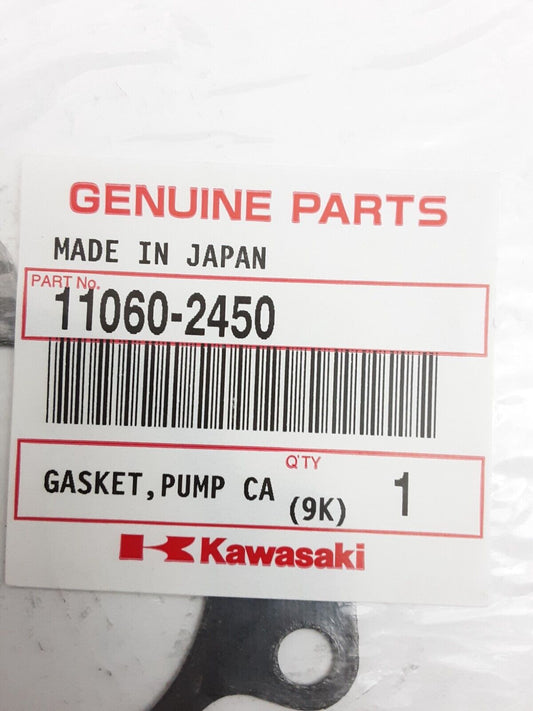 GENUINE PARTS
MADE IN JAPAN
PART No.
11060-2450
Q'TY
GASKET,PUMP CA (9K) 1
Kawasaki